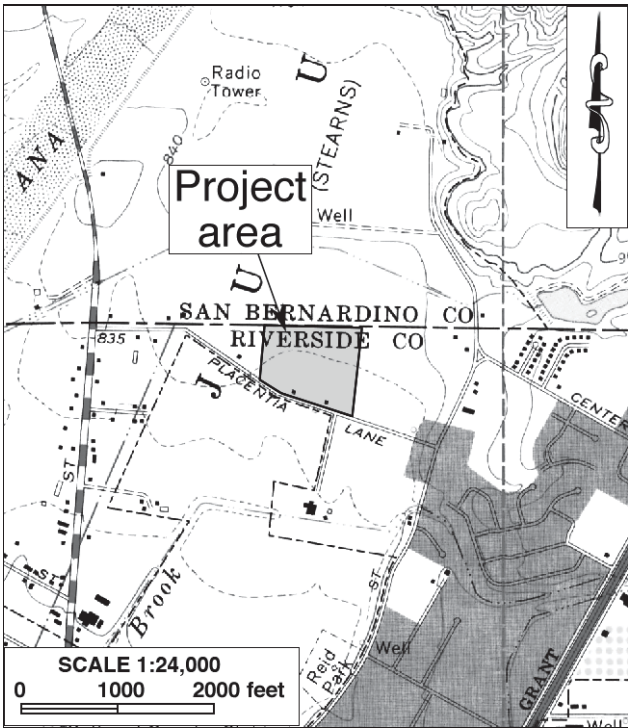 Radio
Tower
U
(STEARNS)
840
ANA
Project
area
Well
U
SAN BERNARDINO CO
RIVERSIDE CO
835
PLACENTIA
LANE
J
CENTER
ST
ST
ST
Brook
Well
Reid
Park
GRANT
Well
SCALE 1:24,000
0 1000 2000 feet